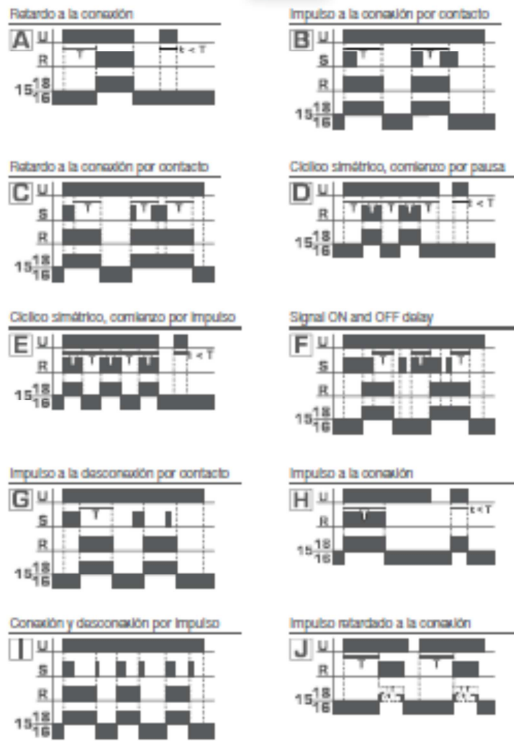 Retardo a la conexión
A
U
T
t < T
R
15 18
16
Impulso a la conexión por contacto
B
U
T
T
S
R
15 18
16
Retardo a la conexión por contacto
C
U
T
T
T
S
R
15 18
16
Cíclico simétrico, comienzo por pausa
D
U
T
T
T
t < T
R
15 18
16
Cíclico simétrico, comienzo por impulso
E
U
T
T
t < T
R
15 18
16
Signal ON and OFF delay
F
U
S
R
15 18
16
Impulso a la desconexión por contacto
G
U
T
S
R
15 18
16
Impulso a la conexión
H
U
t < T
R
15 18
16
Conexión y desconexión por impulso
I
U
S
R
15 18
16
Impulso retardado a la conexión
J
U
T
T
R
15 18
16